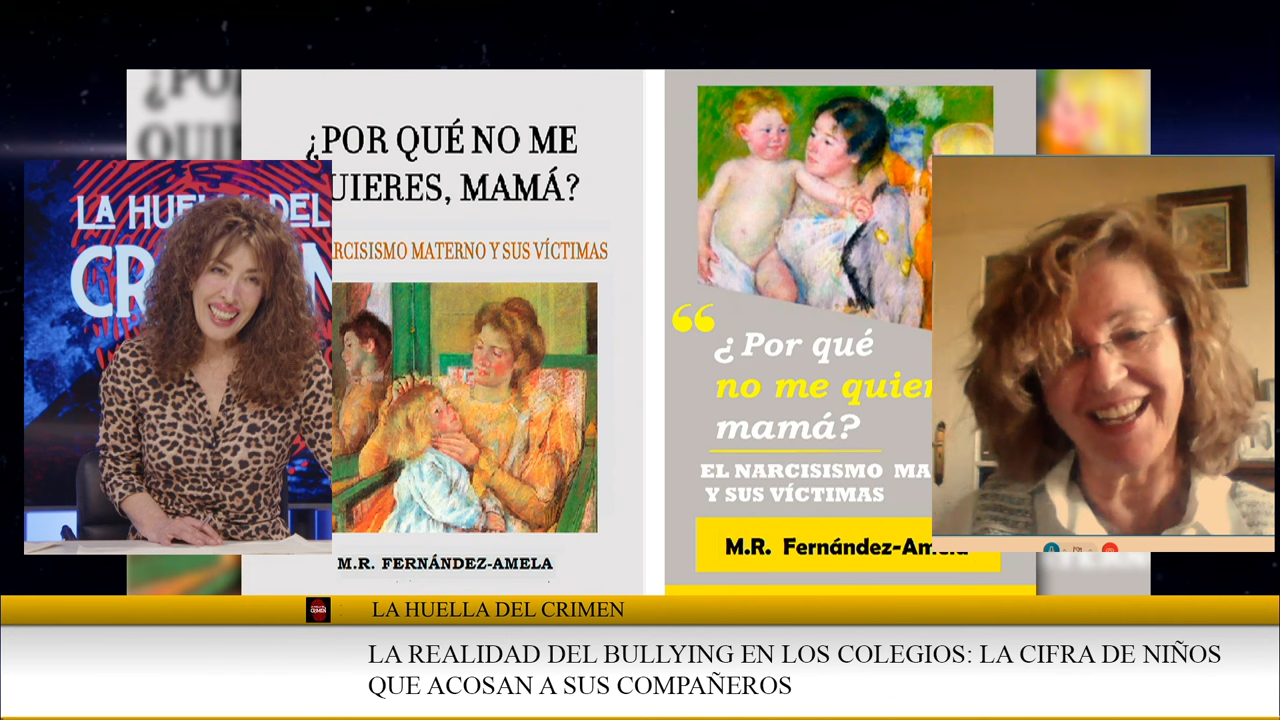 ¿POR QUÉ NO ME
UIERES, MAMÁ?
RCISISMO MATERNO Y SUS VÍCTIMAS
M.R. FERNÁNDEZ-AMELA
LA HUELLA DEL
CRIMEN
“
¿Por qué
no me quier
mamá?
EL NARCISISMO MA
Y SUS VÍCTIMAS
M.R. Fernández-Amela
LA HUELLA DEL CRIMEN
LA REALIDAD DEL BULLYING EN LOS COLEGIOS: LA CIFRA DE NIÑOS
QUE ACOSAN A SUS COMPAÑEROS